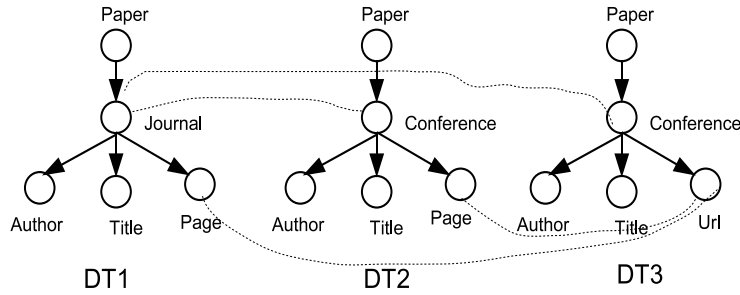 Paper Paper Paper
Journal Conference Conference
Author Title Page Author Title Page Author Title Url
DT1 DT2 DT3